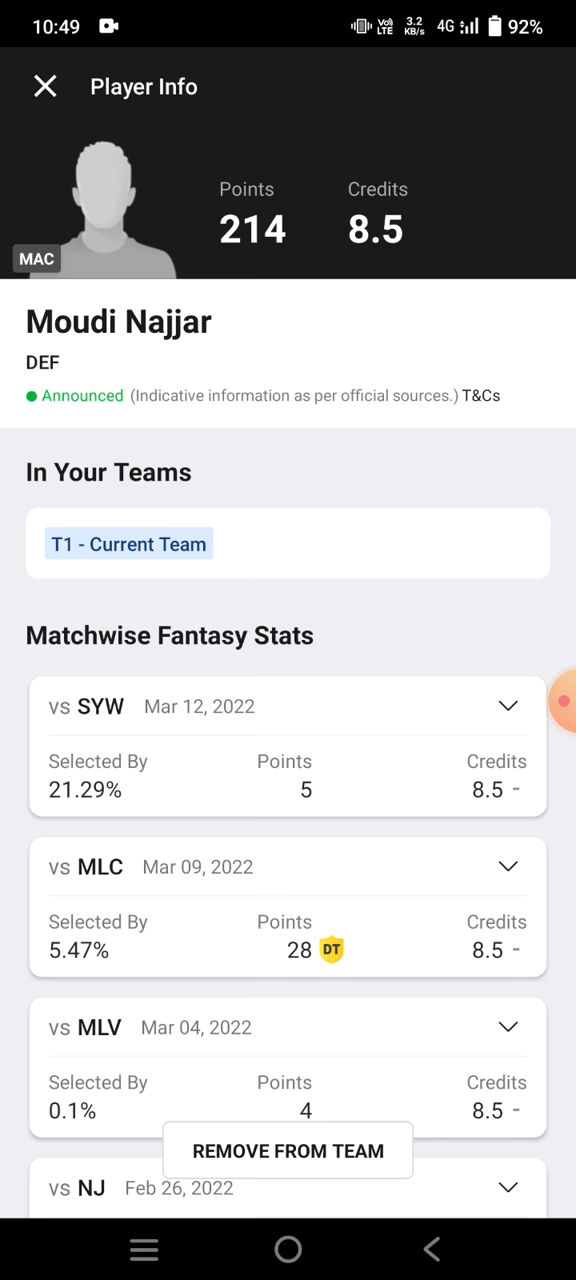 10:49 Vo)) LTE 3.2 KB/s 4G 92%
Player Info
Points Credits
214 8.5
MAC
Moudi Najjar
DEF
Announced (Indicative information as per official sources.) T&Cs
In Your Teams
T1 - Current Team
Matchwise Fantasy Stats
vs SYW Mar 12, 2022
Selected By Points Credits
21.29% 5 8.5 -
vs MLC Mar 09, 2022
Selected By Points Credits
5.47% 28 DT 8.5 -
vs MLV Mar 04, 2022
Selected By Points Credits
0.1% 4 8.5 -
REMOVE FROM TEAM
vs NJ Feb 26, 2022